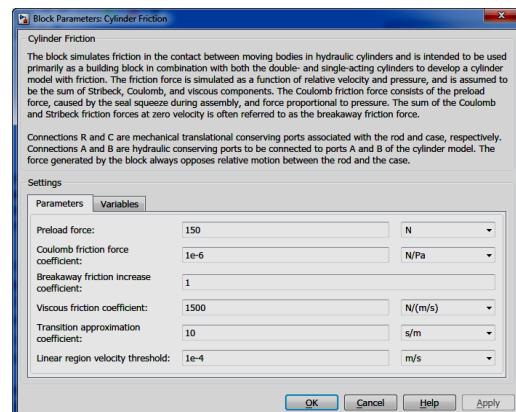 Block Parameters: Cylinder Friction
Cylinder Friction
The block simulates friction in the contact between moving bodies in hydraulic cylinders and is intended to be used
primarily as a building block in combination with both the double- and single-acting cylinders to develop a cylinder
model with friction. The friction force is simulated as a function of relative velocity and pressure, and is assumed to
be the sum of Stribeck, Coulomb, and viscous components. The Coulomb friction force consists of the preload
force, caused by the seal squeeze during assembly, and force proportional to pressure. The sum of the Coulomb
and Stribeck friction forces at zero velocity is often referred to as the breakaway friction force.
Connections R and C are mechanical translational conserving ports associated with the rod and case, respectively.
Connections A and B are hydraulic conserving ports to be connected to ports A and B of the cylinder model. The
force generated by the block always opposes relative motion between the rod and the case.
Settings
Parameters Variables
Preload force: 150 N
Coulomb friction force
coefficient: 1e-6 N/Pa
Breakaway friction increase
coefficient: 1
Viscous friction coefficient: 1500 N/(m/s)
Transition approximation
coefficient: 10 s/m
Linear region velocity threshold: 1e-4 m/s
OK Cancel Help Apply